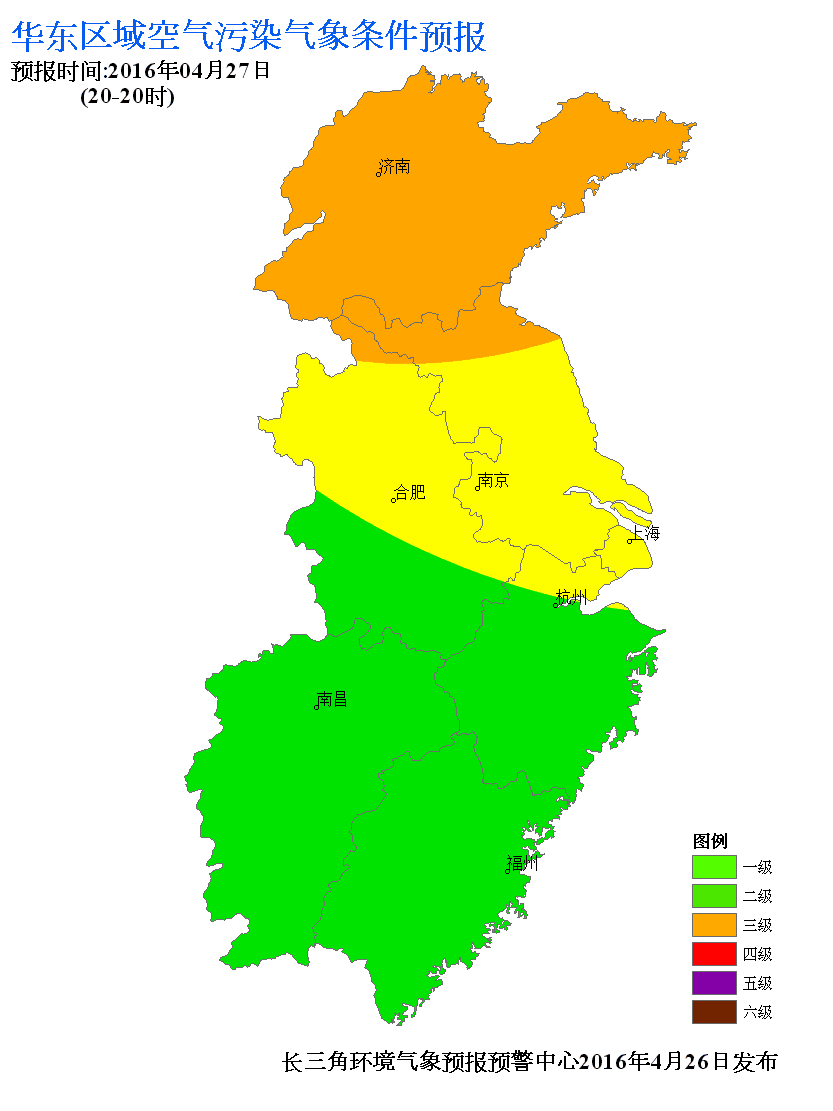 华东区域空气污染气象条件预报
预报时间:2016年04月27日
(20-20时)
济南
合肥
南京
上海
杭州
南昌
福州
图例
一级
二级
三级
四级
五级
六级
长三角环境气象预报预警中心2016年4月26日发布